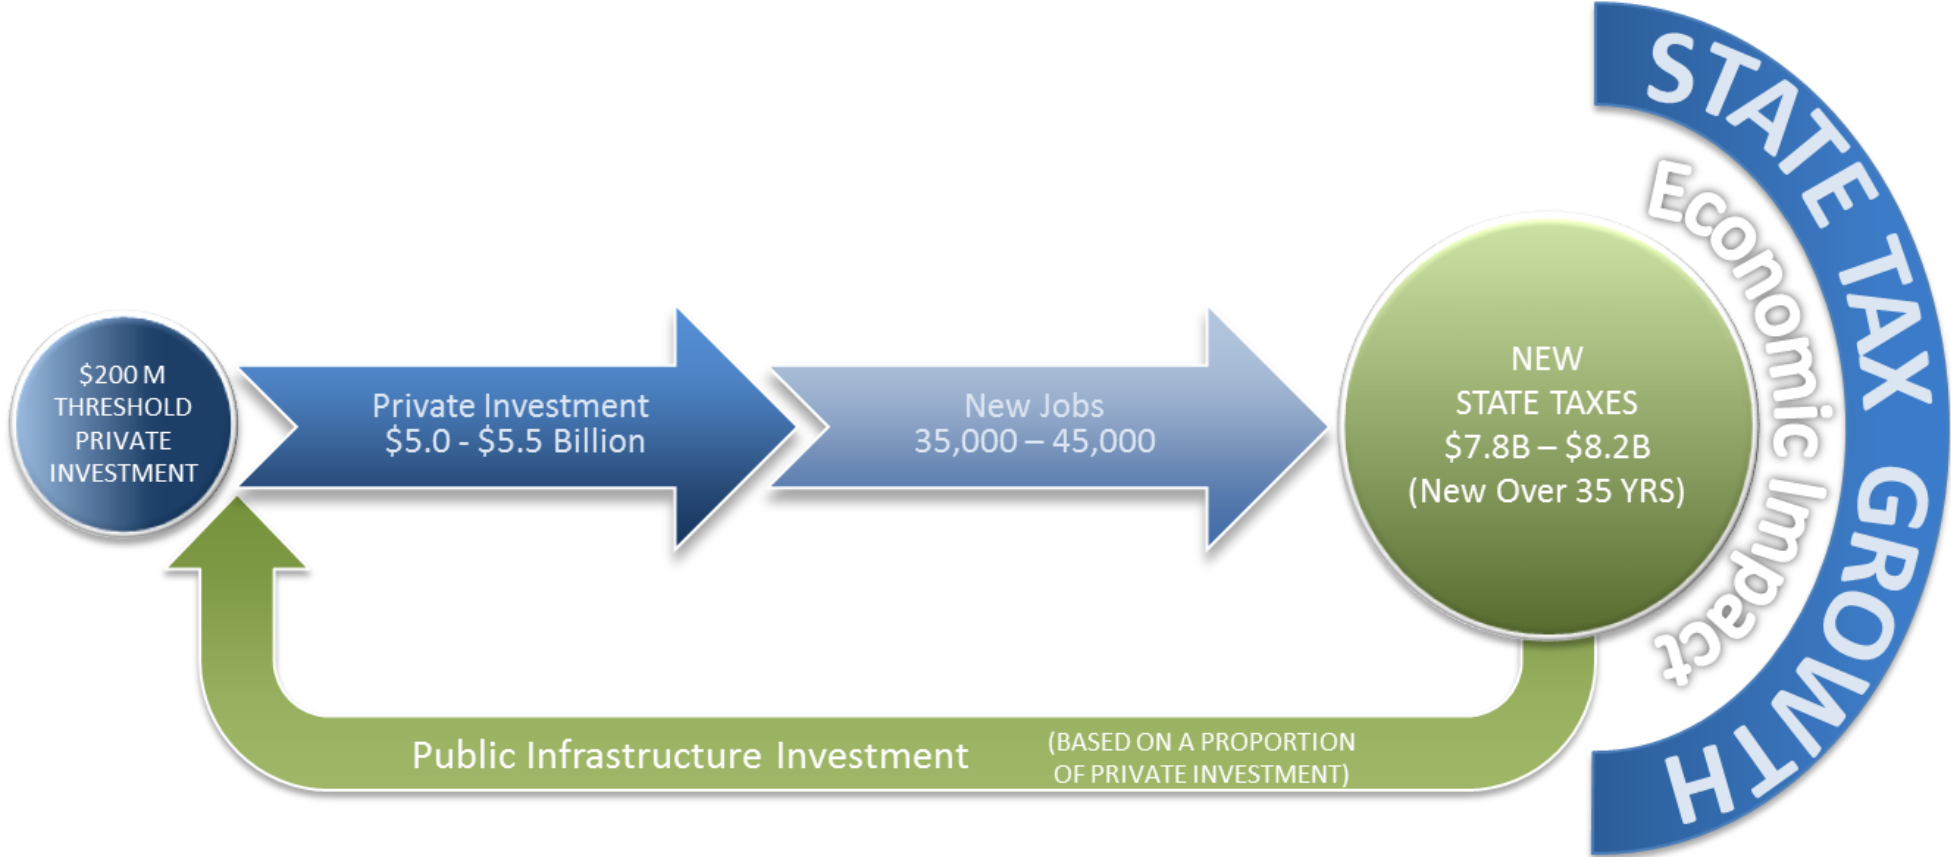 $200 M
THRESHOLD
PRIVATE
INVESTMENT
Private Investment
$5.0 - $5.5 Billion
New Jobs
35,000 – 45,000
NEW
STATE TAXES
$7.8B – $8.2B
(New Over 35 YRS)
Economic Impact
STATE TAX GROWTH
Public Infrastructure Investment
(BASED ON A PROPORTION
OF PRIVATE INVESTMENT)